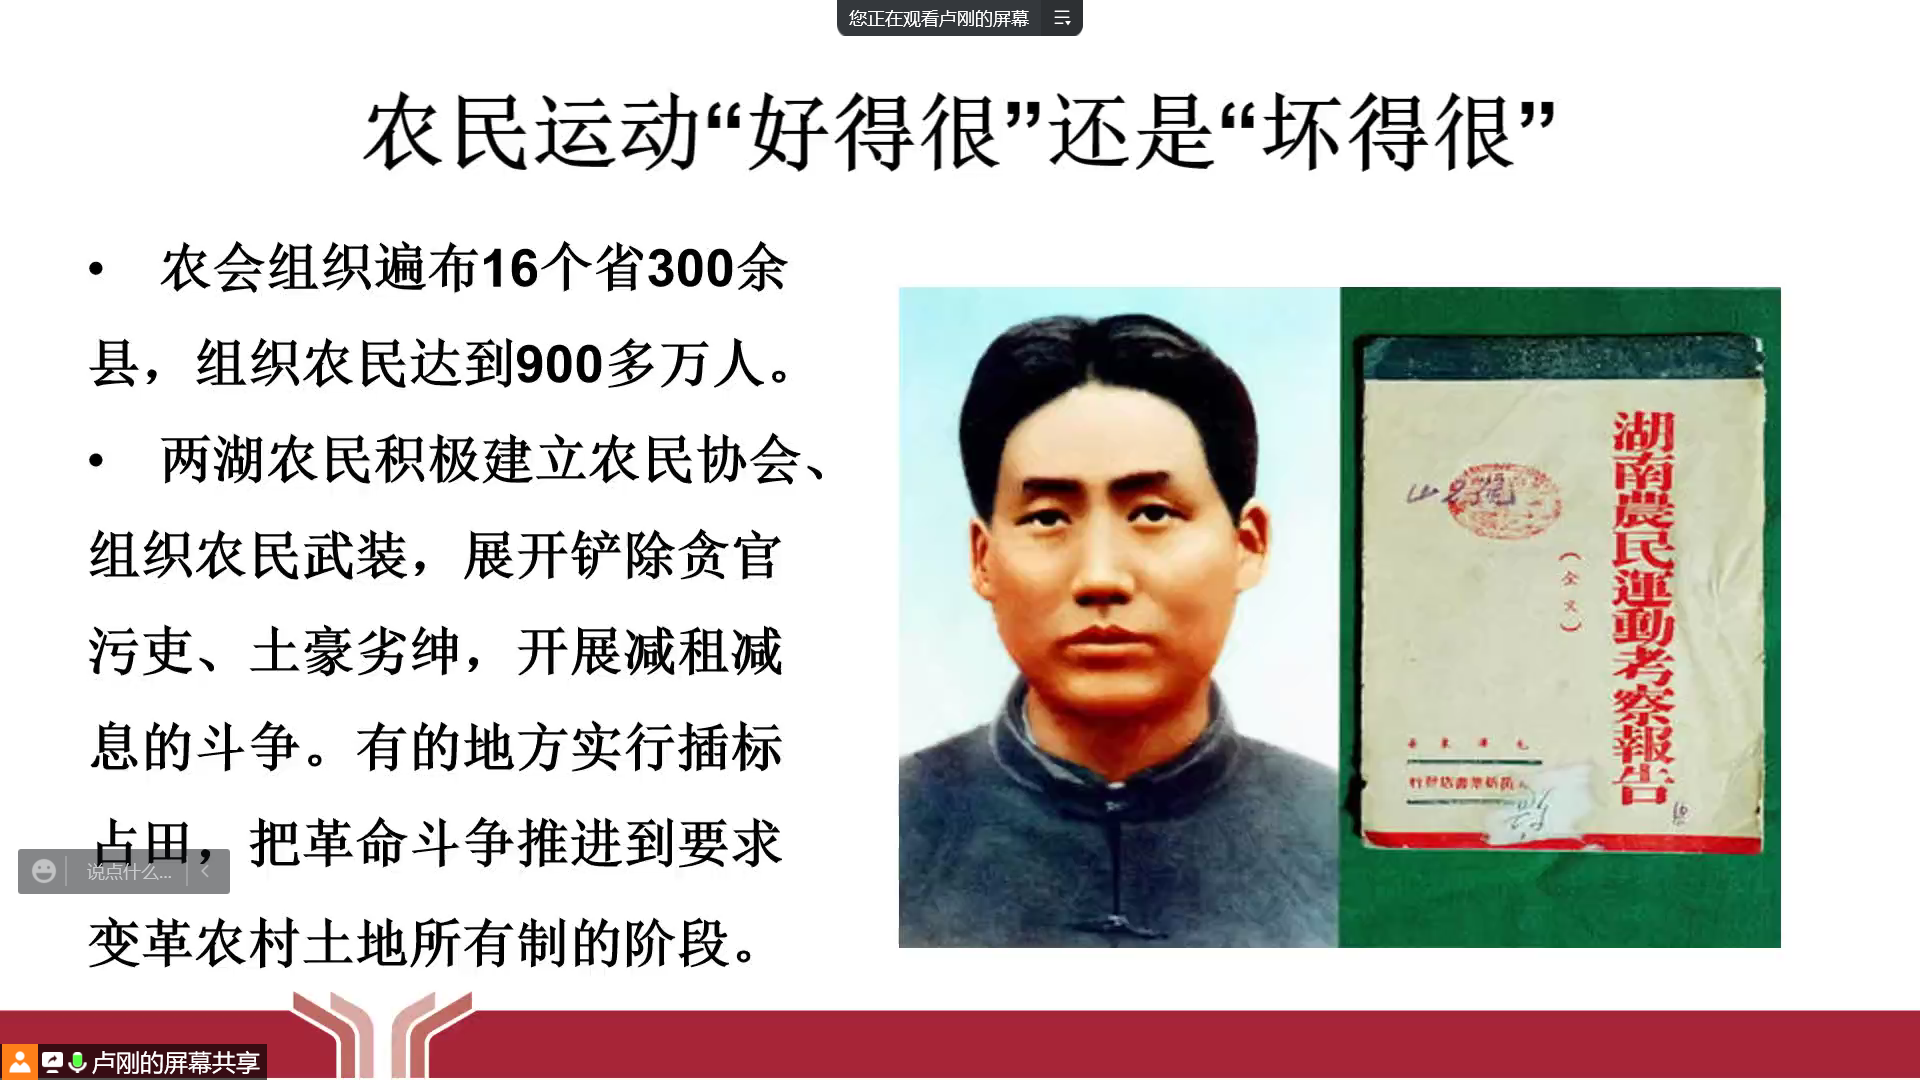 您正在观看卢刚的屏幕
农民运动“好得很”还是“坏得很”
• 农会组织遍布16个省300余
县，组织农民达到900多万人。
• 两湖农民积极建立农民协会、
组织农民武装，展开铲除贪官
污吏、土豪劣绅，开展减租减
息的斗争。有的地方实行插标
占田，把革命斗争推进到要求
变革农村土地所有制的阶段。
湖南農民運動考察報告
（全文）
说点什么...
卢刚的屏幕共享